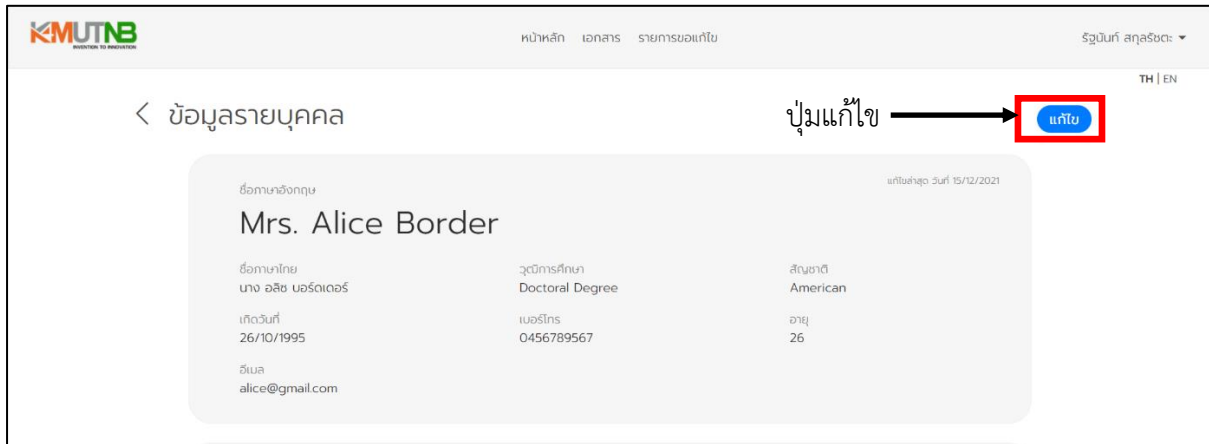 KMUTNB
INVENTION TO INNOVATION
หน้าหลัก เอกสาร รายการขอแก้ไข
รัฐนันท์ สกุลรัชตะ
TH | EN
ข้อมูลรายบุคคล
ปุ่มแก้ไข
แก้ไข
แก้ไขล่าสุด วันที่ 15/12/2021
ชื่อภาษาอังกฤษ
Mrs. Alice Border
ชื่อภาษาไทย วุฒิการศึกษา สัญชาติ
นาง อลิซ บอร์ดเดอร์ Doctoral Degree American
เกิดวันที่ เบอร์โทร อายุ
26/10/1995 0456789567 26
อีเมล
alice@gmail.com